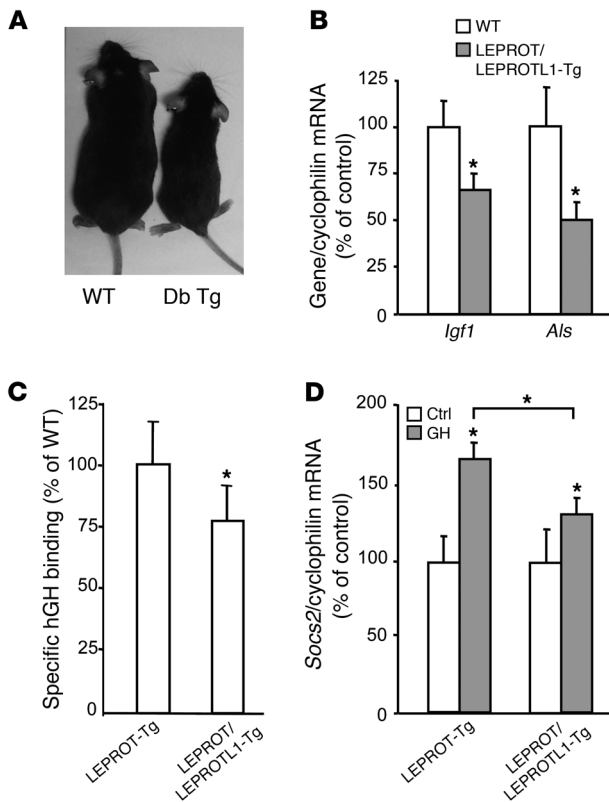 A
WT
Db Tg
B
WT
LEPROT/
LEPROTL1-Tg
Gene/cyclophilin mRNA
(% of control)
125
100
75
50
25
0
*
*
Igf1
Als
C
Specific hGH binding (% of WT)
125
100
75
50
25
0
*
LEPROT-Tg
LEPROT/
LEPROTL1-Tg
D
Ctrl
GH
Socs2/cyclophilin mRNA
(% of control)
200
150
100
50
0
*
*
*
LEPROT-Tg
LEPROT/
LEPROTL1-Tg